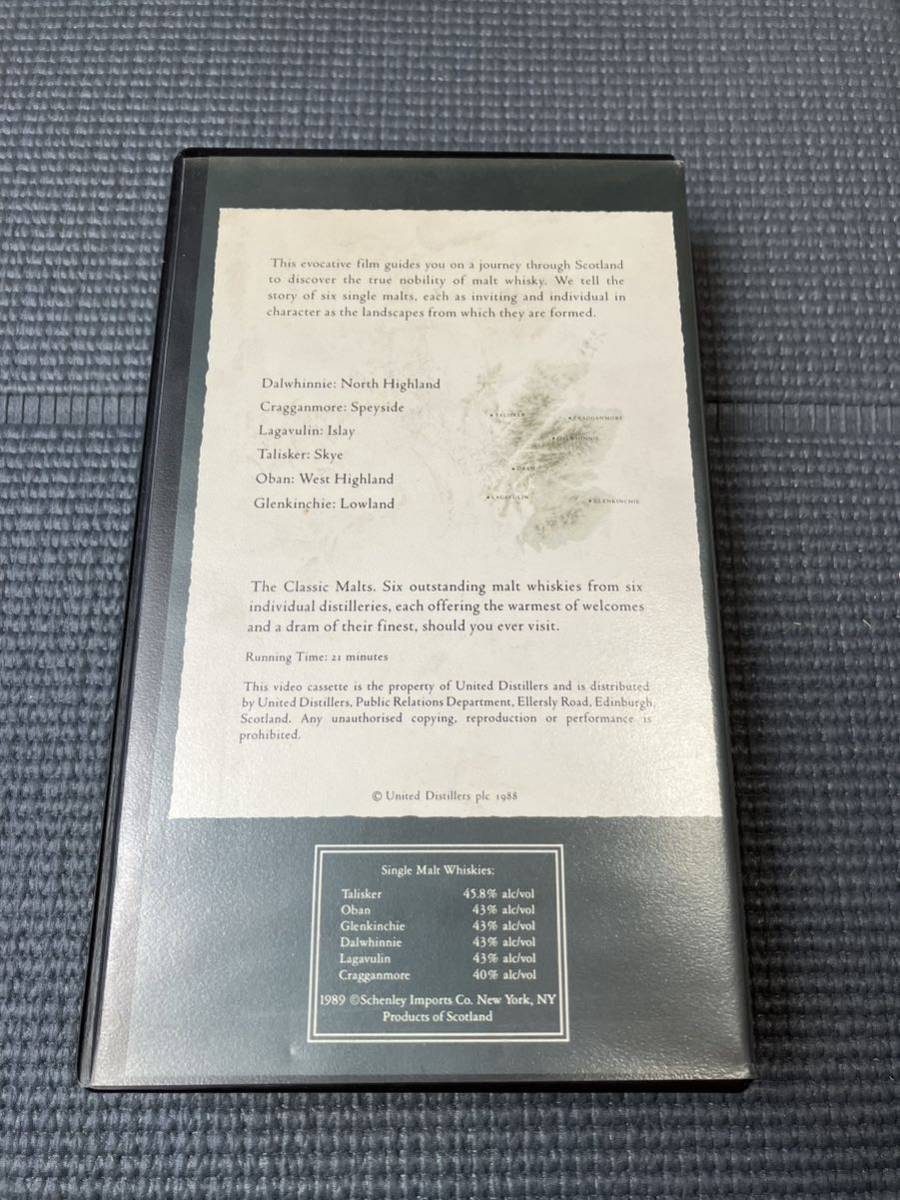 This evocative film guides you on a journey through Scotland
to discover the true nobility of malt whisky. We tell the
story of six single malts, each as inviting and individual in
character as the landscapes from which they are formed.
Dalwhinnie: North Highland
Cragganmore: Speyside
Lagavulin: Islay
Talisker: Skye
Oban: West Highland
Glenkinchie: Lowland
TALISKER
CRAGGANMORE
DALWHINNIE
OBAN
LAGAVULIN
GLENKINCHIE
The Classic Malts. Six outstanding malt whiskies from six
individual distilleries, each offering the warmest of welcomes
and a dram of their finest, should you ever visit.
Running Time: 21 minutes
This video cassette is the property of United Distillers and is distributed
by United Distillers, Public Relations Department, Ellersly Road, Edinburgh,
Scotland. Any unauthorised copying, reproduction or performance is
prohibited.
© United Distillers plc 1988
Single Malt Whiskies:
Talisker 45.8% alc/vol
Oban 43% alc/vol
Glenkinchie 43% alc/vol
Dalwhinnie 43% alc/vol
Lagavulin 43% alc/vol
Cragganmore 40% alc/vol
1989 ©Schenley Imports Co. New York, NY
Products of Scotland